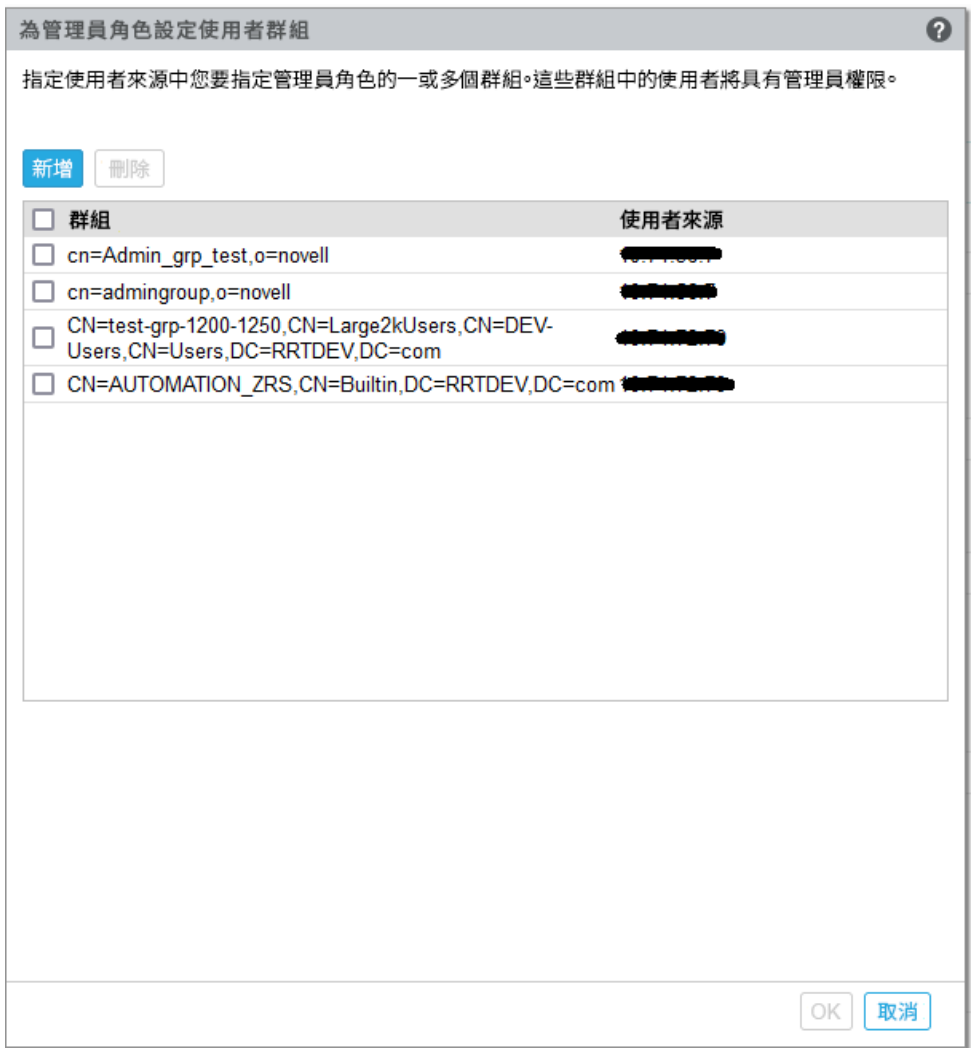 為管理員角色設定使用者群組 ?
指定使用者來源中您要指定管理員角色的一或多個群組。這些群組中的使用者將具有管理員權限。
新增 刪除
群組 使用者來源
cn=Admin_grp_test,o=novell
cn=admingroup,o=novell
CN=test-grp-1200-1250,CN=Large2kUsers,CN=DEV-
Users,CN=Users,DC=RRTDEV,DC=com
CN=AUTOMATION_ZRS,CN=Builtin,DC=RRTDEV,DC=com
OK 取消